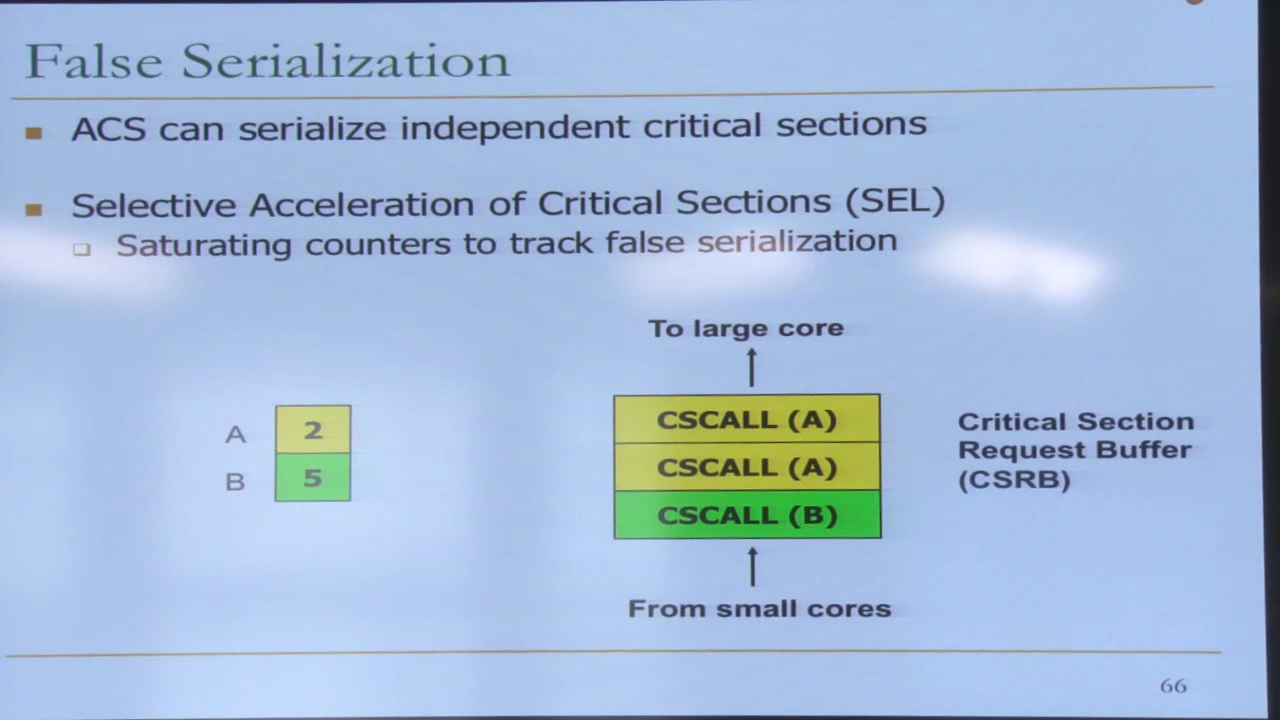 False Serialization
ACS can serialize independent critical sections
Selective Acceleration of Critical Sections (SEL)
Saturating counters to track false serialization
To large core
A 2
B 5
CSCALL (A)
CSCALL (A)
CSCALL (B)
Critical Section
Request Buffer
(CSRB)
From small cores
66